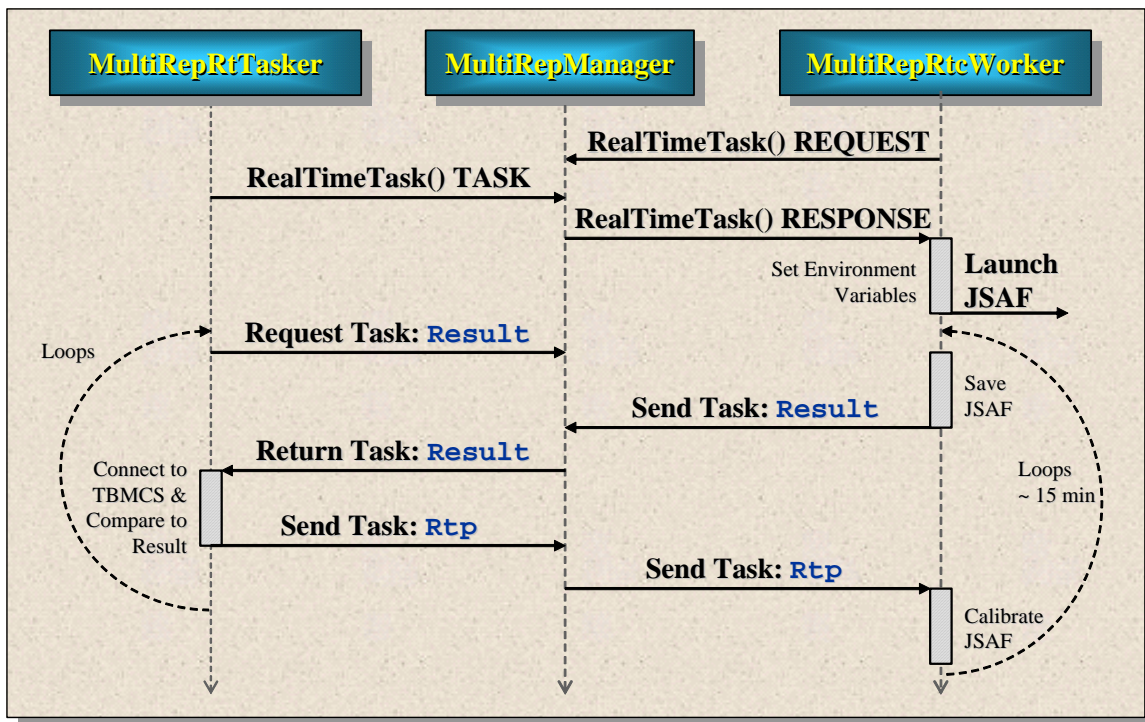 MultiRepRtTasker
MultiRepManager
MultiRepRtcWorker
RealTimeTask() REQUEST
RealTimeTask() TASK
RealTimeTask() RESPONSE
Set Environment
Variables
Launch
JSAF
Loops
Request Task: Result
Save
JSAF
Send Task: Result
Return Task: Result
Connect to
TBMCS &
Compare to
Result
Loops
~ 15 min
Send Task: Rtp
Send Task: Rtp
Calibrate
JSAF